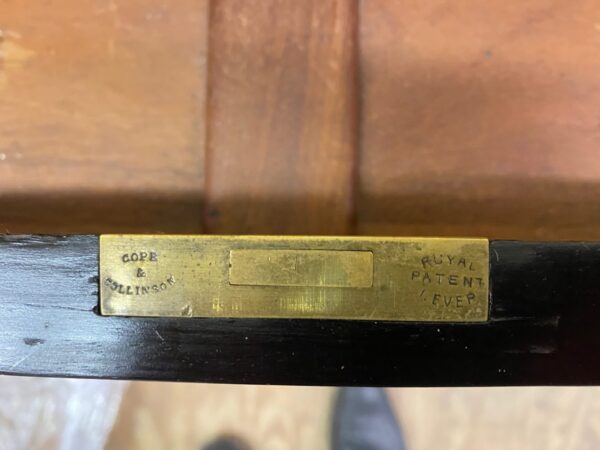 COPE
&
COLLINSON
ROYAL
PATENT
LEVER